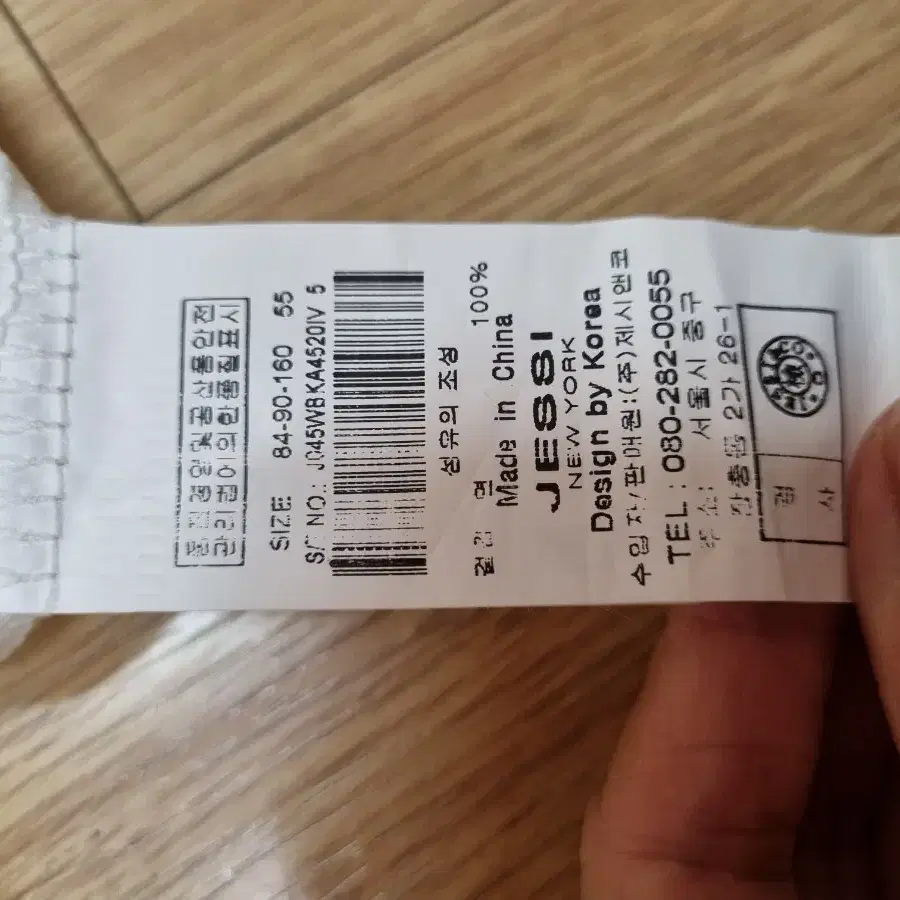 품질경영및공산품안전
관리법에의한품질표시
SIZE: 84-90-160 55
S/ NO.: J045WBKA4520IV 5
섬유의 조성
겉감 면 100%
Made in China
JESSI
NEW YORK
Design by Korea
수입자/판매원:(주)제시앤코
TEL : 080-282-0055
주 소: 서울시 중구
장충동 2가 26-1
검 사
檢